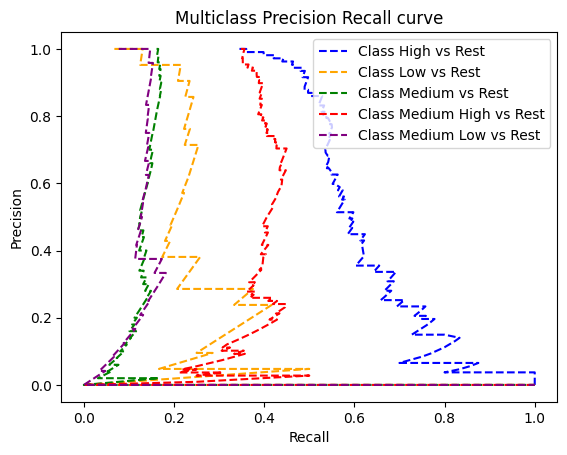 Multiclass Precision Recall curve
Class High vs Rest
Class Low vs Rest
Class Medium vs Rest
Class Medium High vs Rest
Class Medium Low vs Rest
Precision
1.0
0.8
0.6
0.4
0.2
0.0
0.0 0.2 0.4 0.6 0.8 1.0
Recall